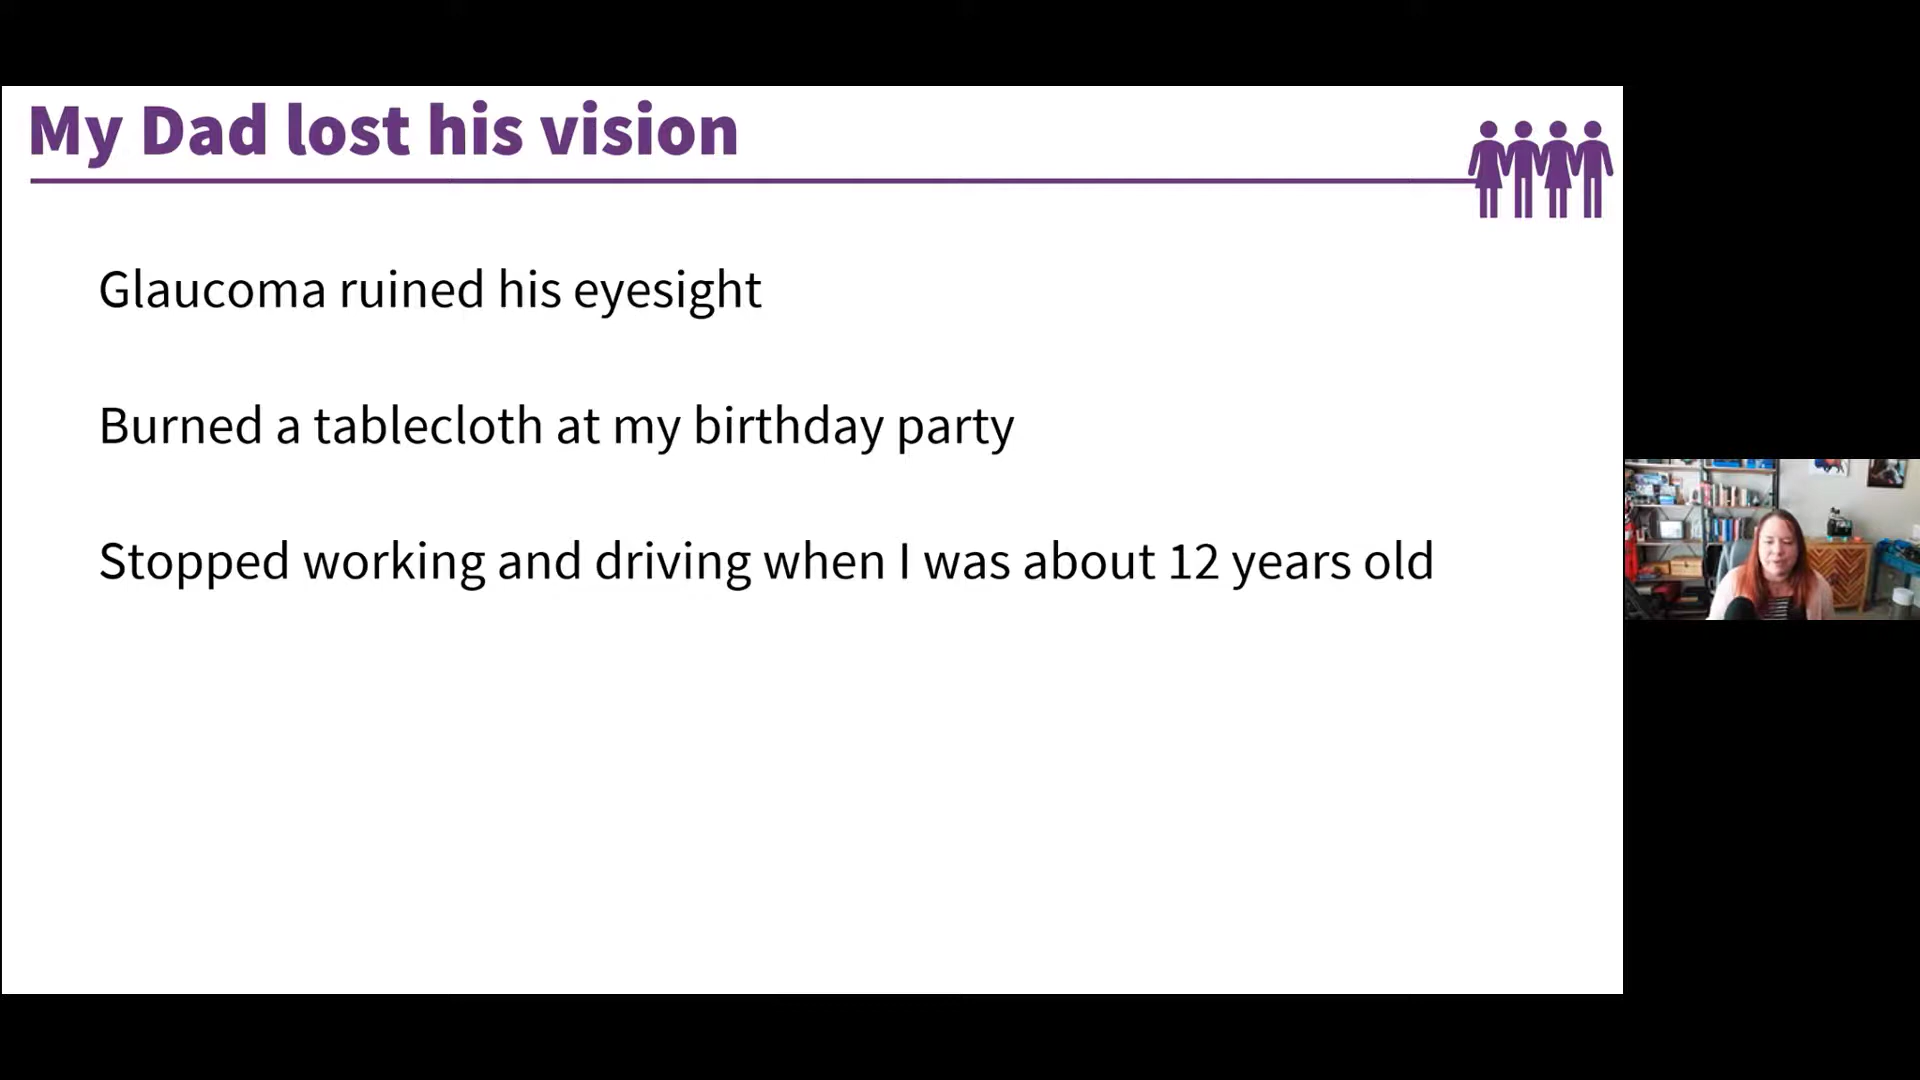 My Dad lost his vision
Glaucoma ruined his eyesight
Burned a tablecloth at my birthday party
Stopped working and driving when I was about 12 years old